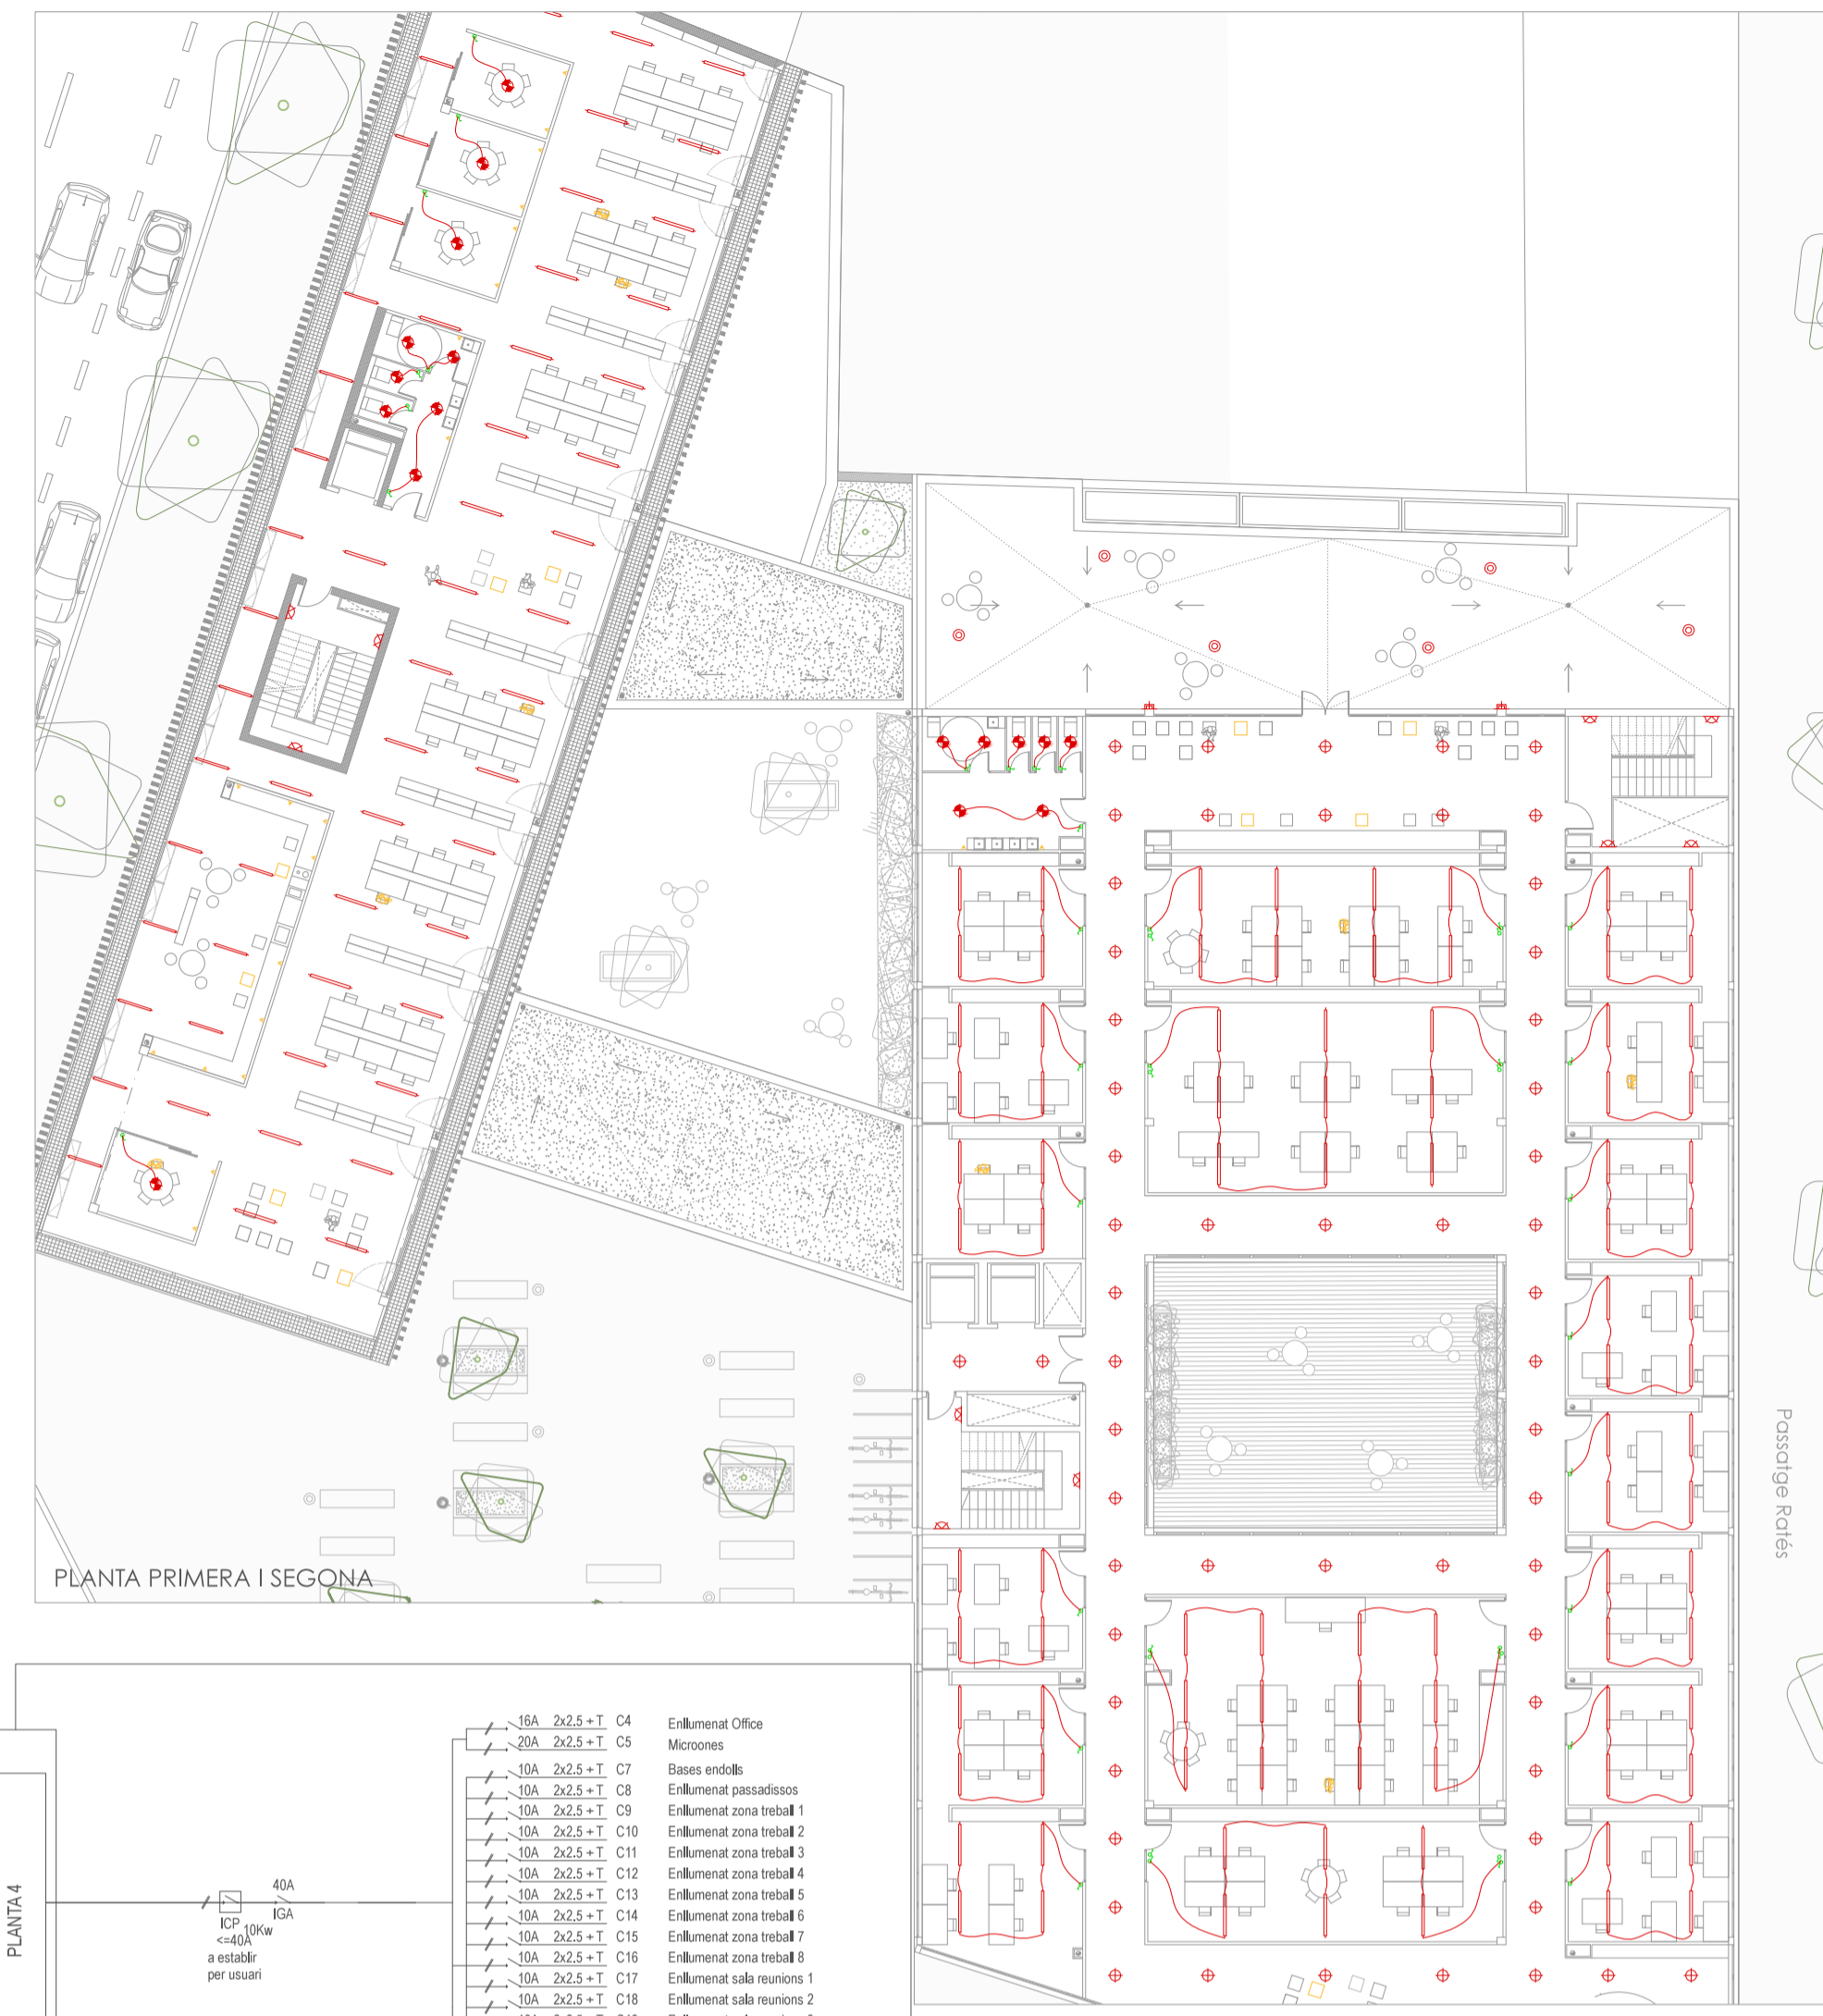 Passatge Ratés
PLANTA PRIMERA I SEGONA
PLANTA 4
ICP
<=40A
a establir
per usuari
10Kw
40A
IGA
16A 2x2.5 + T C4 Enllumenat Office
20A 2x2.5 + T C5 Microones
10A 2x2.5 + T C7 Bases endolls
10A 2x2.5 + T C8 Enllumenat passadissos
10A 2x2.5 + T C9 Enllumenat zona treball 1
10A 2x2.5 + T C10 Enllumenat zona treball 2
10A 2x2.5 + T C11 Enllumenat zona treball 3
10A 2x2.5 + T C12 Enllumenat zona treball 4
10A 2x2.5 + T C13 Enllumenat zona treball 5
10A 2x2.5 + T C14 Enllumenat zona treball 6
10A 2x2.5 + T C15 Enllumenat zona treball 7
10A 2x2.5 + T C16 Enllumenat zona treball 8
10A 2x2.5 + T C17 Enllumenat sala reunions 1
10A 2x2.5 + T C18 Enllumenat sala reunions 2